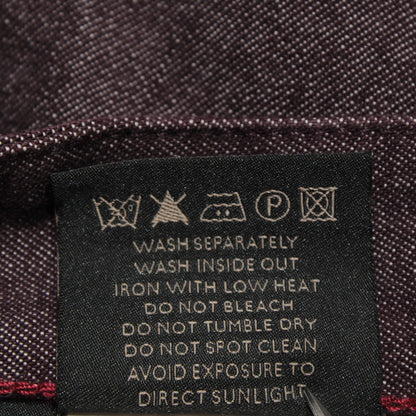 P
WASH SEPARATELY
WASH INSIDE OUT
IRON WITH LOW HEAT
DO NOT BLEACH
DO NOT TUMBLE DRY
DO NOT SPOT CLEAN
AVOID EXPOSURE TO
DIRECT SUNLIGHT